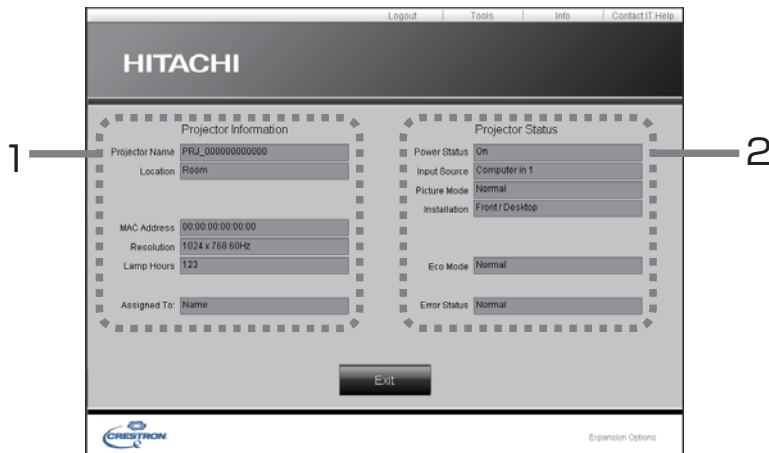 Logout Tools Info Contact IT Help
HITACHI
1
Projector Information
Projector Name PRJ_000000000000
Location Room
MAC Address 00:00:00:00:00:00
Resolution 1024 x 768 60Hz
Lamp Hours 123
Assigned To: Name
2
Projector Status
Power Status On
Input Source Computer in 1
Picture Mode Normal
Installation Front / Desktop
Eco Mode Normal
Error Status Normal
Exit
CRESTRON
Expansion Options